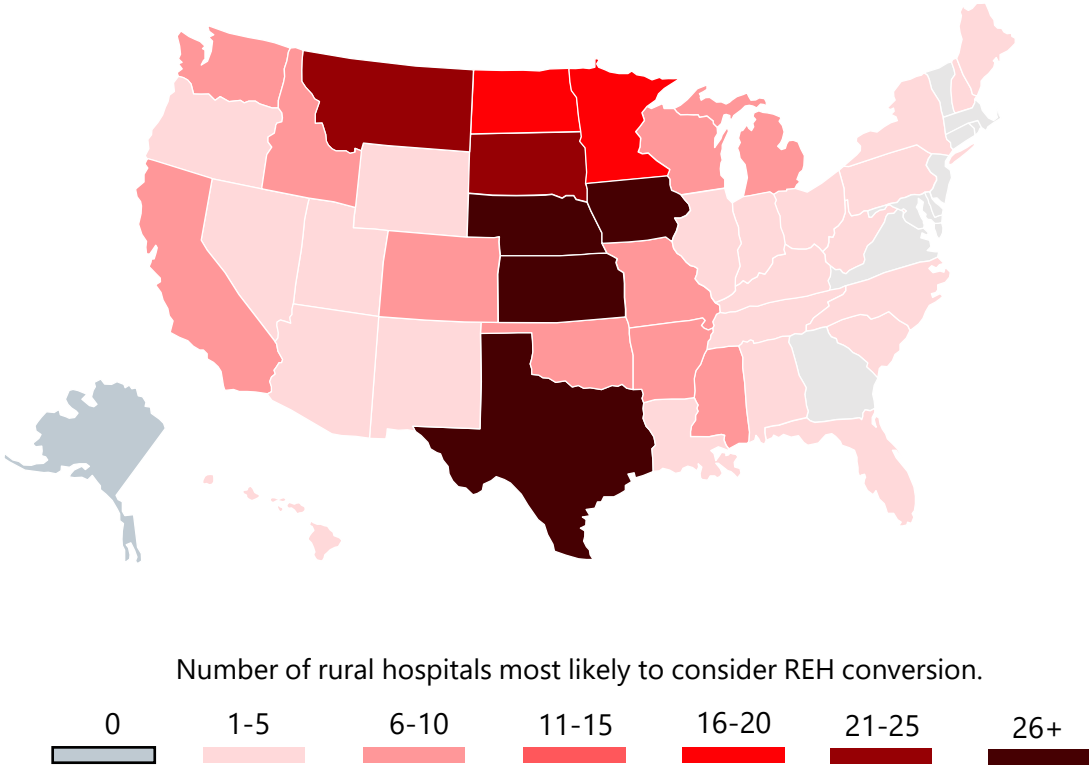 Number of rural hospitals most likely to consider REH conversion.
0 1-5 6-10 11-15 16-20 21-25 26+